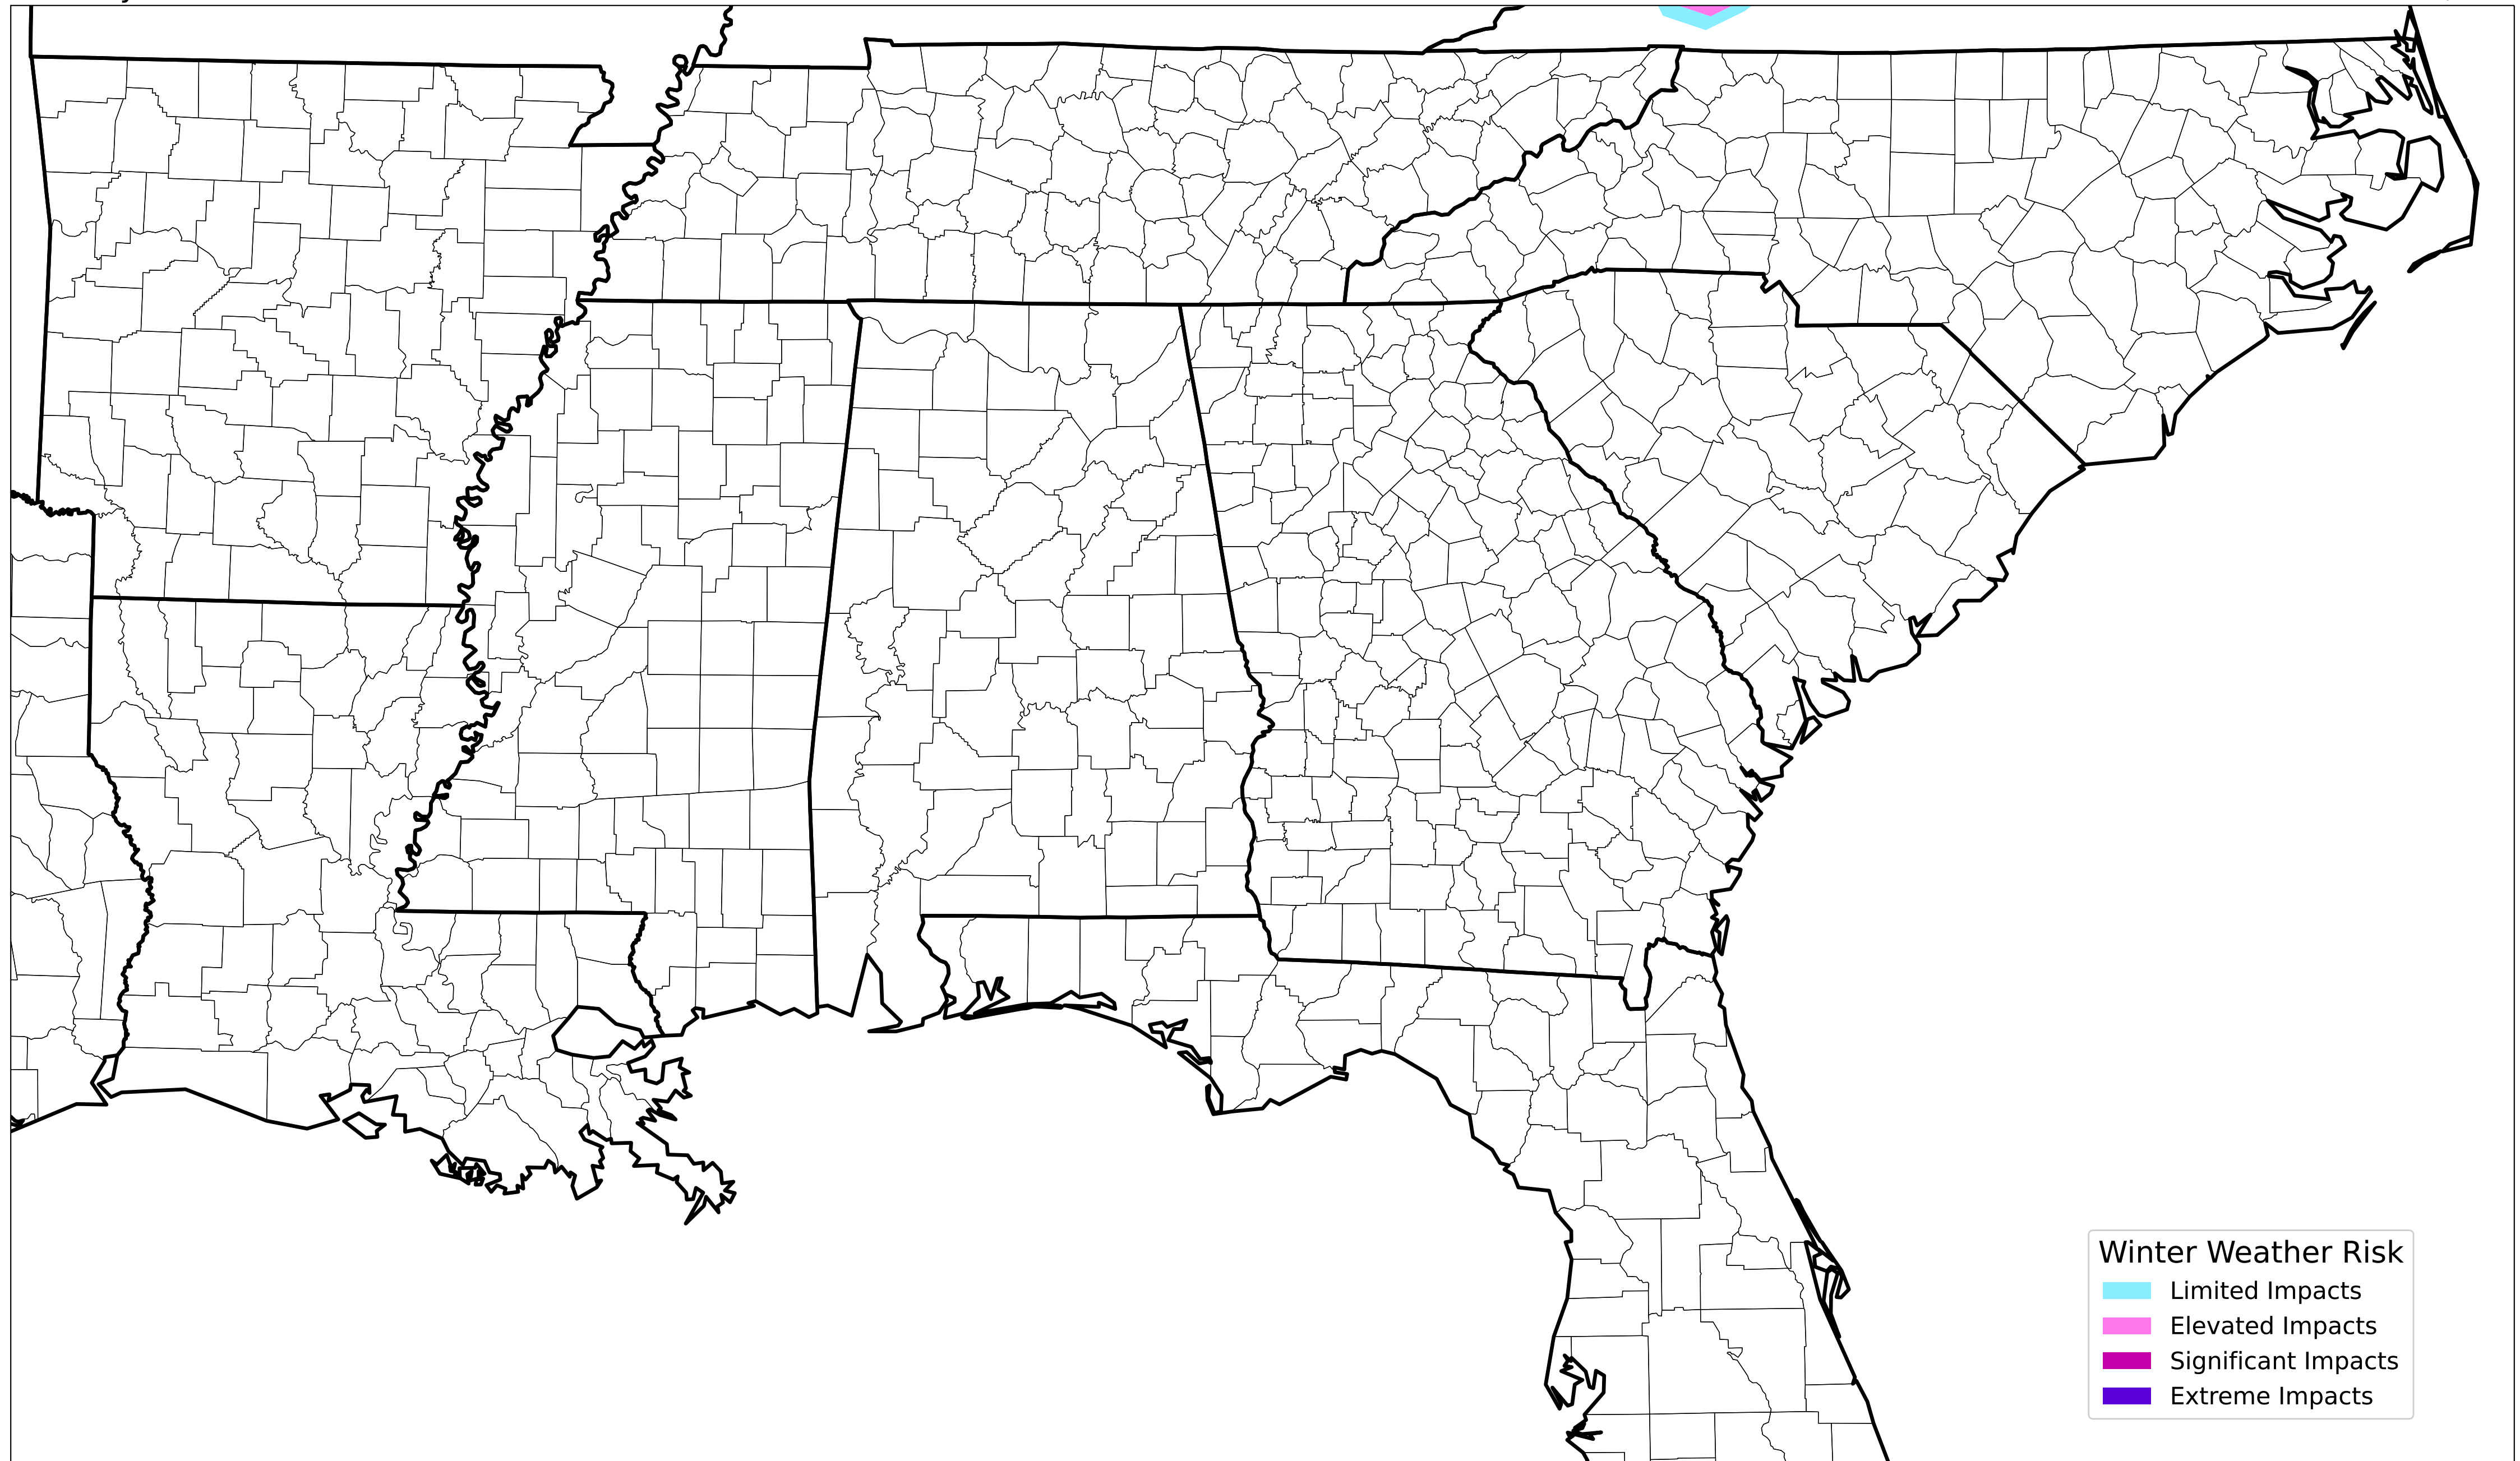 Winter Weather Risk
Limited Impacts
Elevated Impacts
Significant Impacts
Extreme Impacts